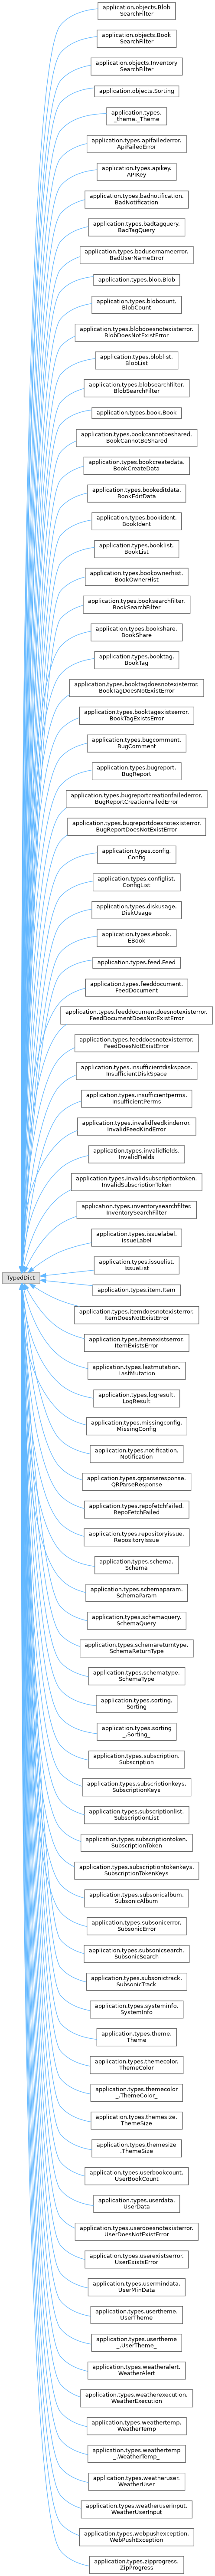 application.objects.Blob
SearchFilter
application.objects.Book
SearchFilter
application.objects.Inventory
SearchFilter
application.objects.Sorting
application.types.
_theme._Theme
application.types.apifailederror.
ApiFailedError
application.types.apikey.
APIKey
application.types.badnotification.
BadNotification
application.types.badtagquery.
BadTagQuery
application.types.badusernameerror.
BadUserNameError
application.types.blob.Blob
application.types.blobcount.
BlobCount
application.types.blobdoesnotexisterror.
BlobDoesNotExistError
application.types.bloblist.
BlobList
application.types.blobsearchfilter.
BlobSearchFilter
application.types.book.Book
application.types.bookcannotbeshared.
BookCannotBeShared
application.types.bookcreatedata.
BookCreateData
application.types.bookeditdata.
BookEditData
application.types.bookident.
BookIdent
application.types.booklist.
BookList
application.types.bookownerhist.
BookOwnerHist
application.types.booksearchfilter.
BookSearchFilter
application.types.bookshare.
BookShare
application.types.booktag.
BookTag
application.types.booktagdoesnotexisterror.
BookTagDoesNotExistError
application.types.booktagexistserror.
BookTagExistsError
application.types.bugcomment.
BugComment
application.types.bugreport.
BugReport
application.types.bugreportcreationfailederror.
BugReportCreationFailedError
application.types.bugreportdoesnotexisterror.
BugReportDoesNotExistError
application.types.config.
Config
application.types.configlist.
ConfigList
application.types.diskusage.
DiskUsage
application.types.ebook.
EBook
application.types.feed.Feed
application.types.feeddocument.
FeedDocument
application.types.feeddocumentdoesnotexisterror.
FeedDocumentDoesNotExistError
application.types.feeddoesnotexisterror.
FeedDoesNotExistError
application.types.insufficientdiskspace.
InsufficientDiskSpace
application.types.insufficientperms.
InsufficientPerms
application.types.invalidfeedkinderror.
InvalidFeedKindError
application.types.invalidfields.
InvalidFields
application.types.invalidsubscriptiontoken.
InvalidSubscriptionToken
application.types.inventorysearchfilter.
InventorySearchFilter
application.types.issuelabel.
IssueLabel
application.types.issuelist.
IssueList
TypedDict
application.types.item.Item
application.types.itemdoesnotexisterror.
ItemDoesNotExistError
application.types.itemexistserror.
ItemExistsError
application.types.lastmutation.
LastMutation
application.types.logresult.
LogResult
application.types.missingconfig.
MissingConfig
application.types.notification.
Notification
application.types.qrparseresponse.
QRParseResponse
application.types.repofetchfailed.
RepoFetchFailed
application.types.repositoryissue.
RepositoryIssue
application.types.schema.
Schema
application.types.schemaparam.
SchemaParam
application.types.schemaquery.
SchemaQuery
application.types.schemareturntype.
SchemaReturnType
application.types.schematype.
SchemaType
application.types.sorting.
Sorting
application.types.sorting
_.Sorting_
application.types.subscription.
Subscription
application.types.subscriptionkeys.
SubscriptionKeys
application.types.subscriptionlist.
SubscriptionList
application.types.subscriptiontoken.
SubscriptionToken
application.types.subscriptiontokenkeys.
SubscriptionTokenKeys
application.types.subsonicalbum.
SubsonicAlbum
application.types.subsonicerror.
SubsonicError
application.types.subsonicsearch.
SubsonicSearch
application.types.subsonictrack.
SubsonicTrack
application.types.systeminfo.
SystemInfo
application.types.theme.
Theme
application.types.themecolor.
ThemeColor
application.types.themecolor
_.ThemeColor_
application.types.themesize.
ThemeSize
application.types.themesize
_.ThemeSize_
application.types.userbookcount.
UserBookCount
application.types.userdata.
UserData
application.types.userdoesnotexisterror.
UserDoesNotExistError
application.types.userexistserror.
UserExistsError
application.types.usermindata.
UserMinData
application.types.usertheme.
UserTheme
application.types.usertheme
_.UserTheme_
application.types.weatheralert.
WeatherAlert
application.types.weatherexecution.
WeatherExecution
application.types.weathertemp.
WeatherTemp
application.types.weathertemp
_.WeatherTemp_
application.types.weatheruser.
WeatherUser
application.types.weatheruserinput.
WeatherUserInput
application.types.webpushexception.
WebPushException
application.types.zipprogress.
ZipProgress